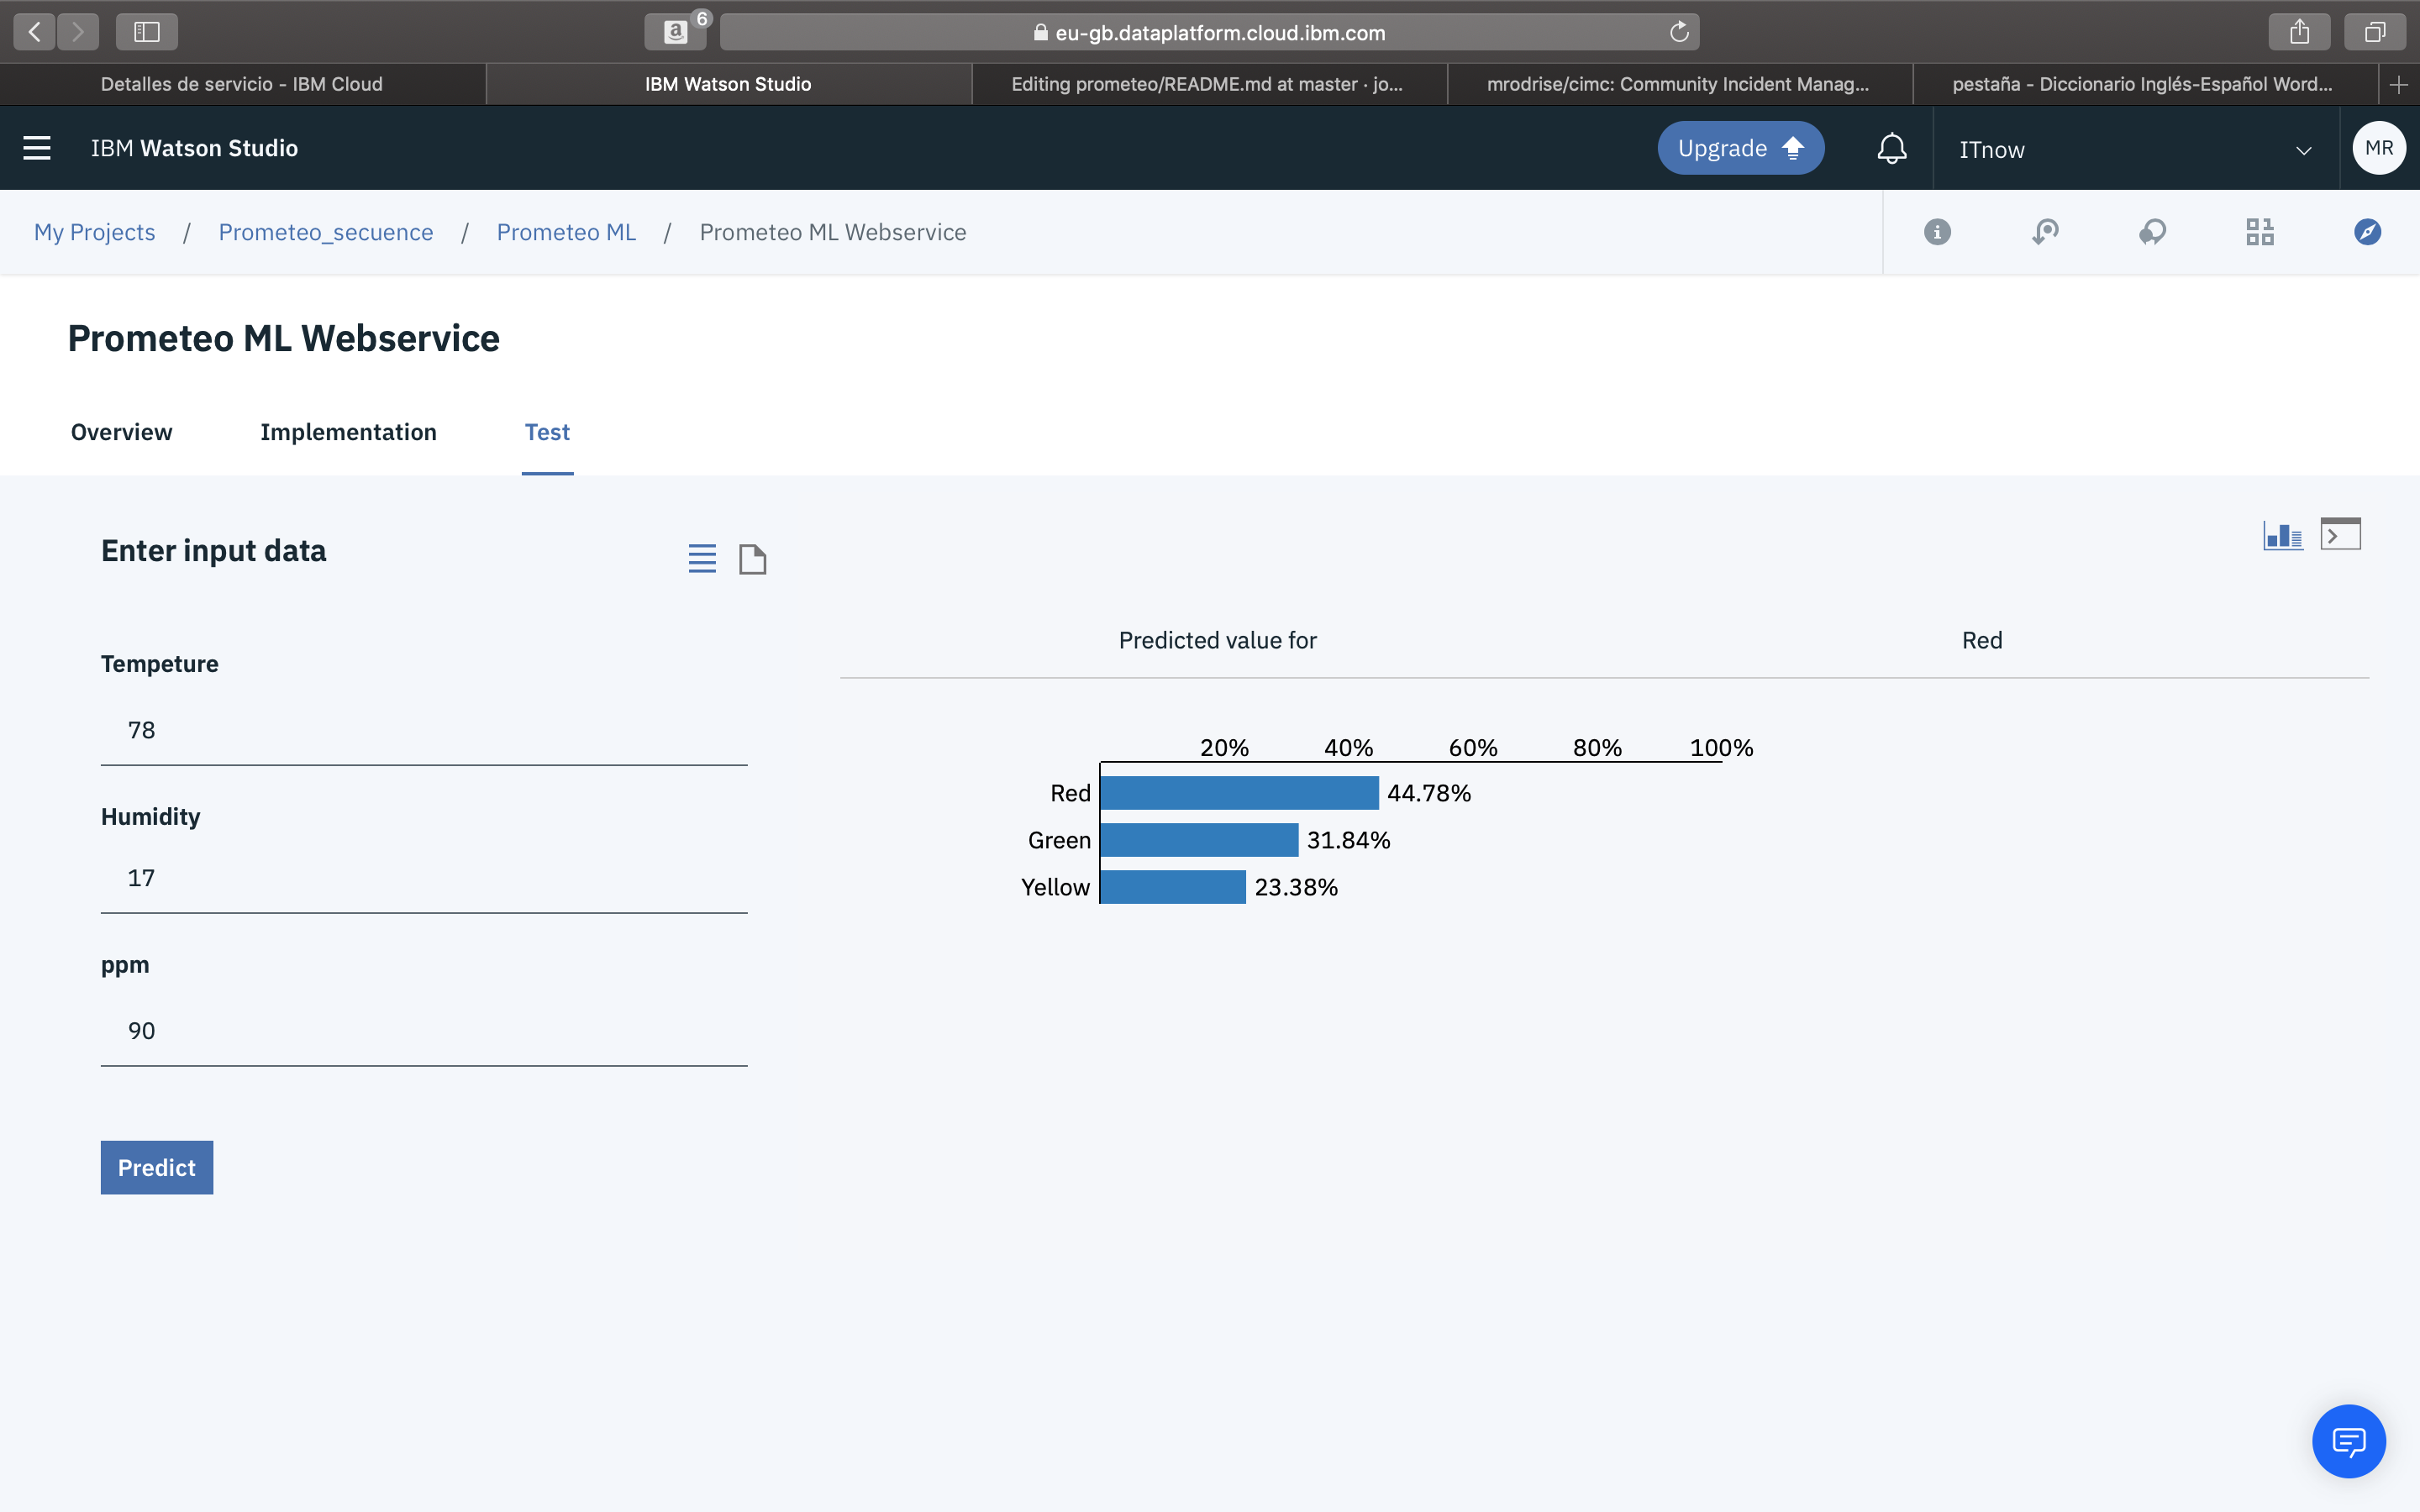 6
eu-gb.dataplatform.cloud.ibm.com
Detalles de servicio - IBM Cloud
IBM Watson Studio
Editing prometeo/README.md at master · jo...
mrodrise/cimc: Community Incident Manag...
pestaña - Diccionario Inglés-Español Word...
IBM Watson Studio
Upgrade
ITnow
MR
My Projects / Prometeo_secuence / Prometeo ML / Prometeo ML Webservice
Prometeo ML Webservice
Overview
Implementation
Test
Enter input data
Tempeture
78
Humidity
17
ppm
90
Predict
Predicted value for
Red
20% 40% 60% 80% 100%
Red 44.78%
Green 31.84%
Yellow 23.38%